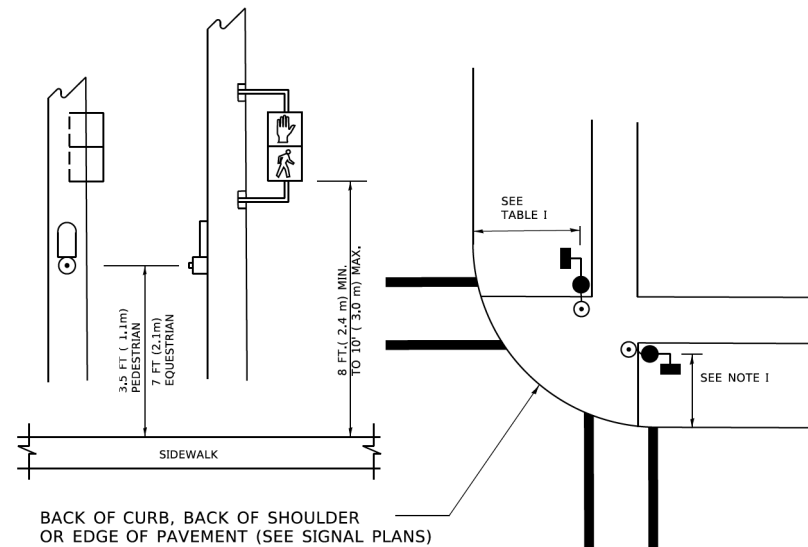 3.5 FT ( 1.1m)
PEDESTRIAN
7 FT (2.1m)
EQUESTRIAN
8 FT.( 2.4 m) MIN.
TO 10' ( 3.0 m) MAX.
SIDEWALK
SEE
TABLE I
SEE NOTE I
BACK OF CURB, BACK OF SHOULDER
OR EDGE OF PAVEMENT (SEE SIGNAL PLANS)